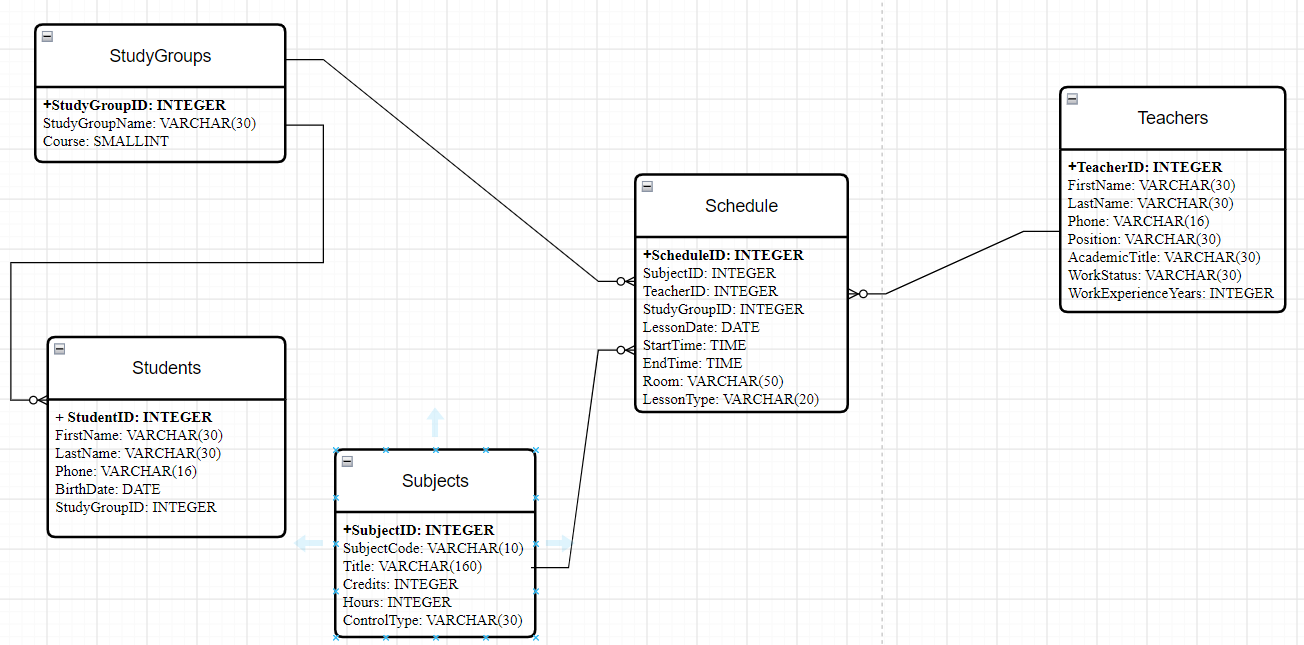 StudyGroups
+StudyGroupID: INTEGER
StudyGroupName: VARCHAR(30)
Course: SMALLINT
Teachers
+TeacherID: INTEGER
FirstName: VARCHAR(30)
LastName: VARCHAR(30)
Phone: VARCHAR(16)
Position: VARCHAR(30)
AcademicTitle: VARCHAR(30)
WorkStatus: VARCHAR(30)
WorkExperienceYears: INTEGER
Schedule
+ScheduleID: INTEGER
SubjectID: INTEGER
TeacherID: INTEGER
StudyGroupID: INTEGER
LessonDate: DATE
StartTime: TIME
EndTime: TIME
Room: VARCHAR(50)
LessonType: VARCHAR(20)
Students
+ StudentID: INTEGER
FirstName: VARCHAR(30)
LastName: VARCHAR(30)
Phone: VARCHAR(16)
BirthDate: DATE
StudyGroupID: INTEGER
Subjects
+SubjectID: INTEGER
SubjectCode: VARCHAR(10)
Title: VARCHAR(160)
Credits: INTEGER
Hours: INTEGER
ControlType: VARCHAR(30)